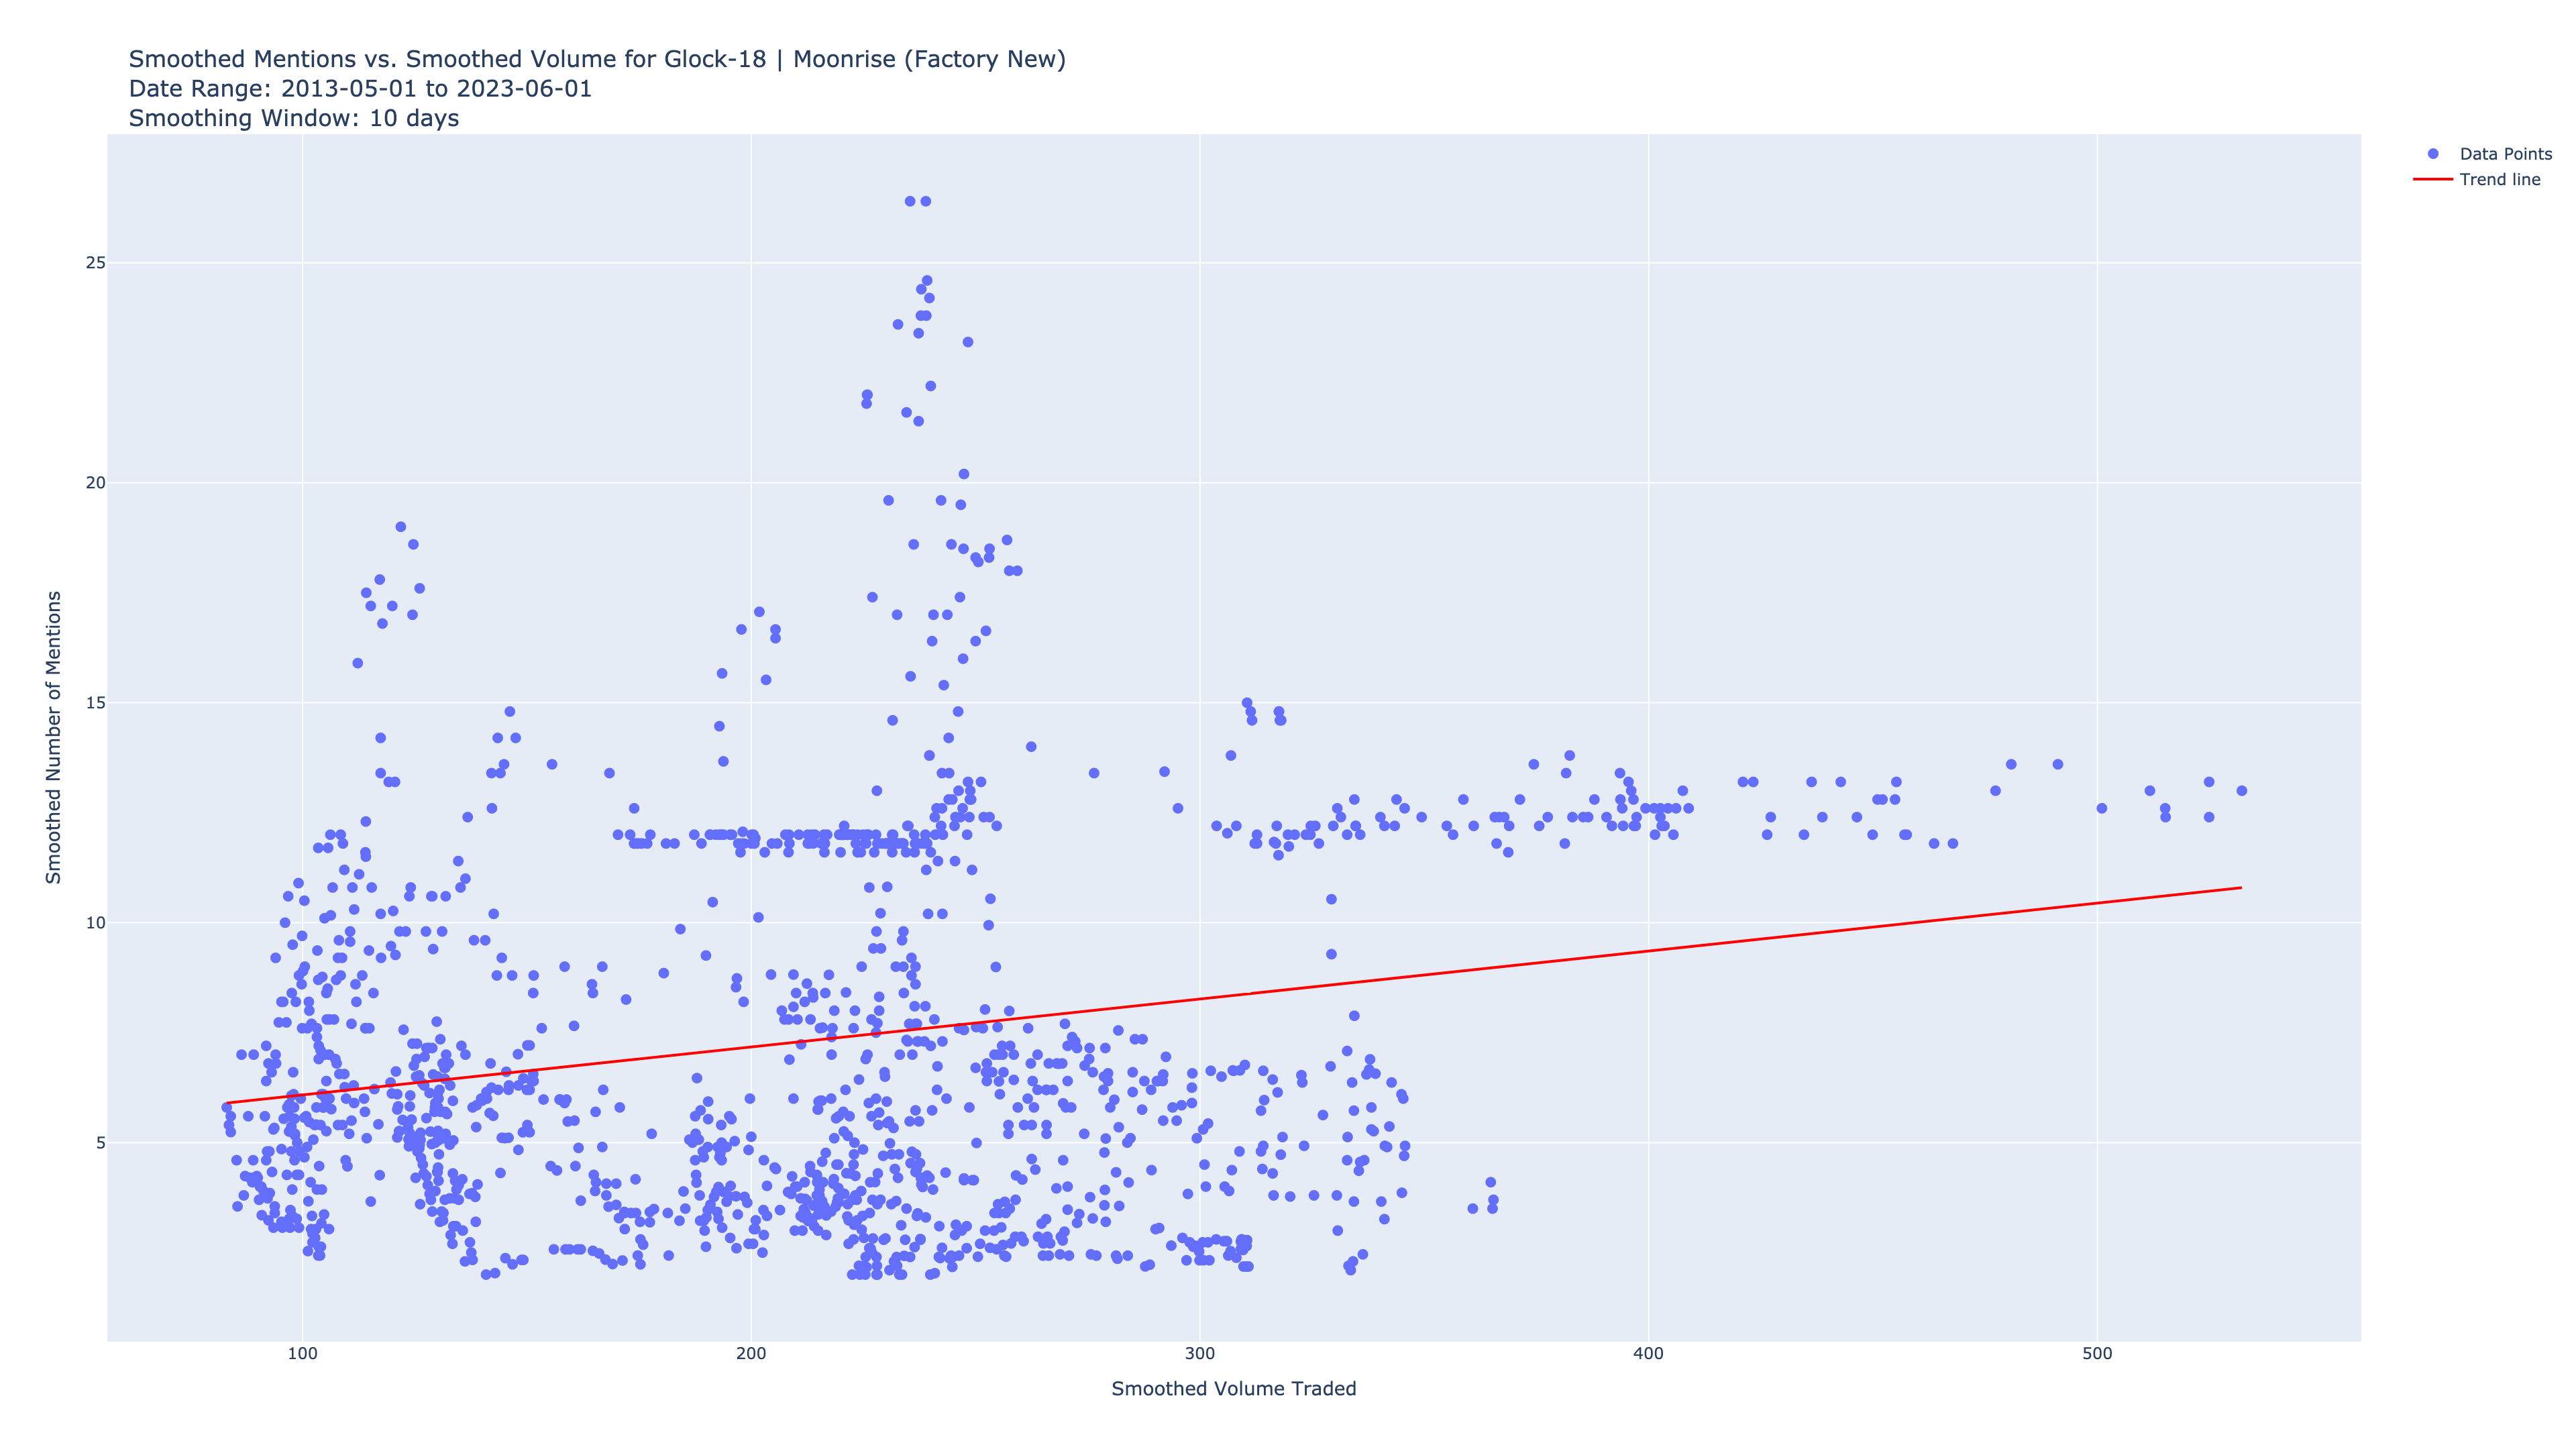 Smoothed Mentions vs. Smoothed Volume for Glock-18 | Moonrise (Factory New)
Date Range: 2013-05-01 to 2023-06-01
Smoothing Window: 10 days
Data Points
Trend line
25
20
15
10
5
Smoothed Number of Mentions
100
200
300
400
500
Smoothed Volume Traded